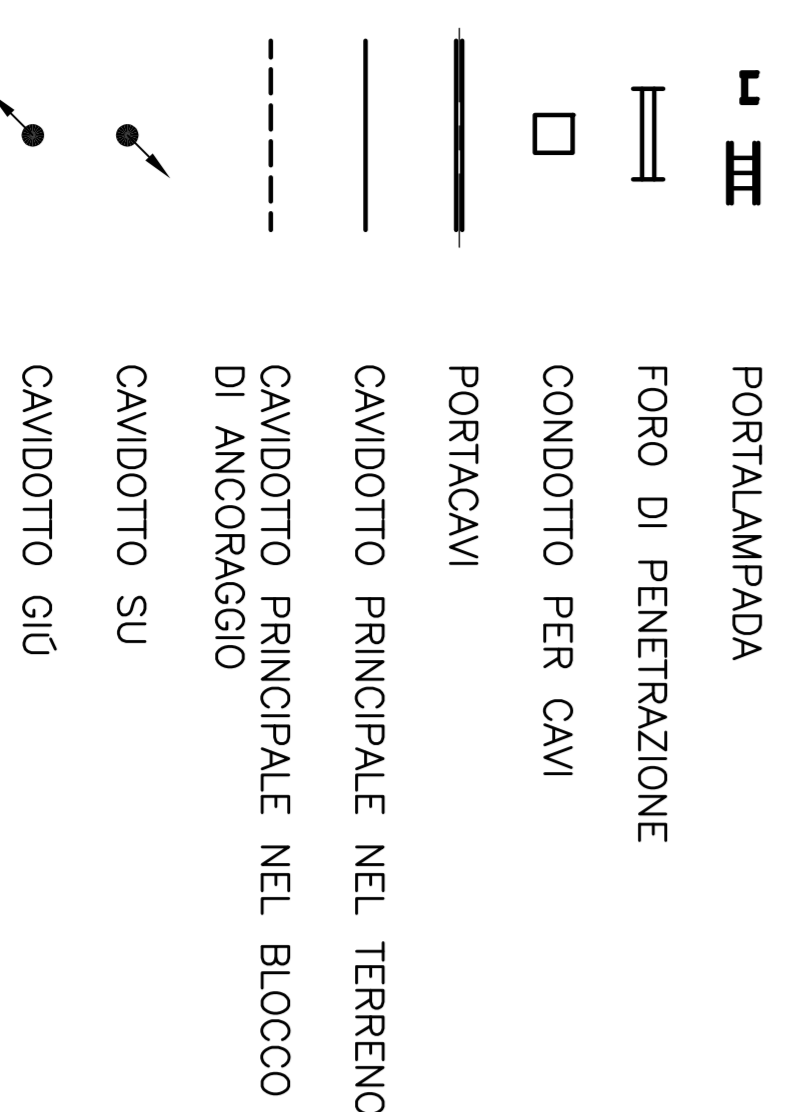 PORTALAMPADA
FORO DI PENETRAZIONE
CONDOTTO PER CAVI
PORTACAVI
CAVIDOTTO PRINCIPALE NEL TERRENO
CAVIDOTTO PRINCIPALE NEL BLOCCO
DI ANCORAGGIO
CAVIDOTTO SU
CAVIDOTTO GIÚ